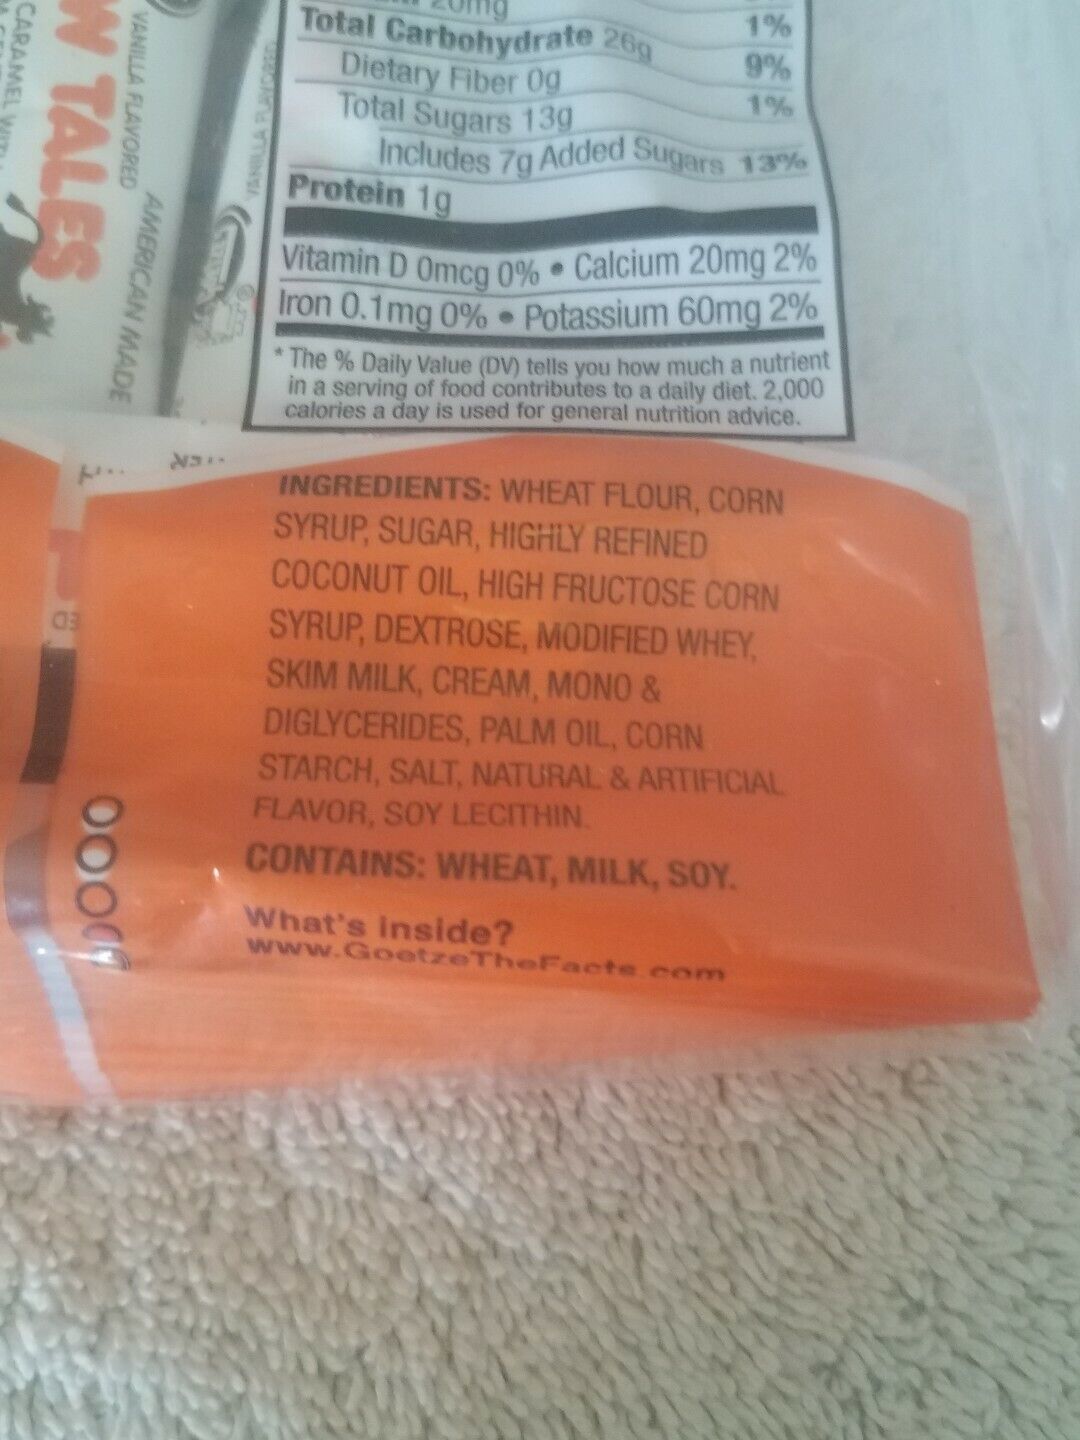 20mg 1%
Total Carbohydrate 26g 9%
Dietary Fiber 0g 1%
Total Sugars 13g
Includes 7g Added Sugars 13%
Protein 1g
Vitamin D 0mcg 0% • Calcium 20mg 2%
Iron 0.1mg 0% • Potassium 60mg 2%
* The % Daily Value (DV) tells you how much a nutrient
in a serving of food contributes to a daily diet. 2,000
calories a day is used for general nutrition advice.
INGREDIENTS: WHEAT FLOUR, CORN
SYRUP, SUGAR, HIGHLY REFINED
COCONUT OIL, HIGH FRUCTOSE CORN
SYRUP, DEXTROSE, MODIFIED WHEY,
SKIM MILK, CREAM, MONO &
DIGLYCERIDES, PALM OIL, CORN
STARCH, SALT, NATURAL & ARTIFICIAL
FLAVOR, SOY LECITHIN.
CONTAINS: WHEAT, MILK, SOY.
What's inside?
www.GoetzeTheFacts.com
CARAMEL WITH
TALES
VANILLA FLAVORED
AMERICAN MADE
VANILLA FLAVORED